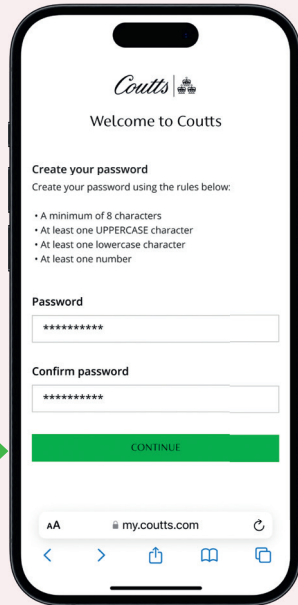 Coutts
Welcome to Coutts
Create your password
Create your password using the rules below:
• A minimum of 8 characters
• At least one UPPERCASE character
• At least one lowercase character
• At least one number
Password
**********
Confirm password
**********
CONTINUE
AA my.coutts.com